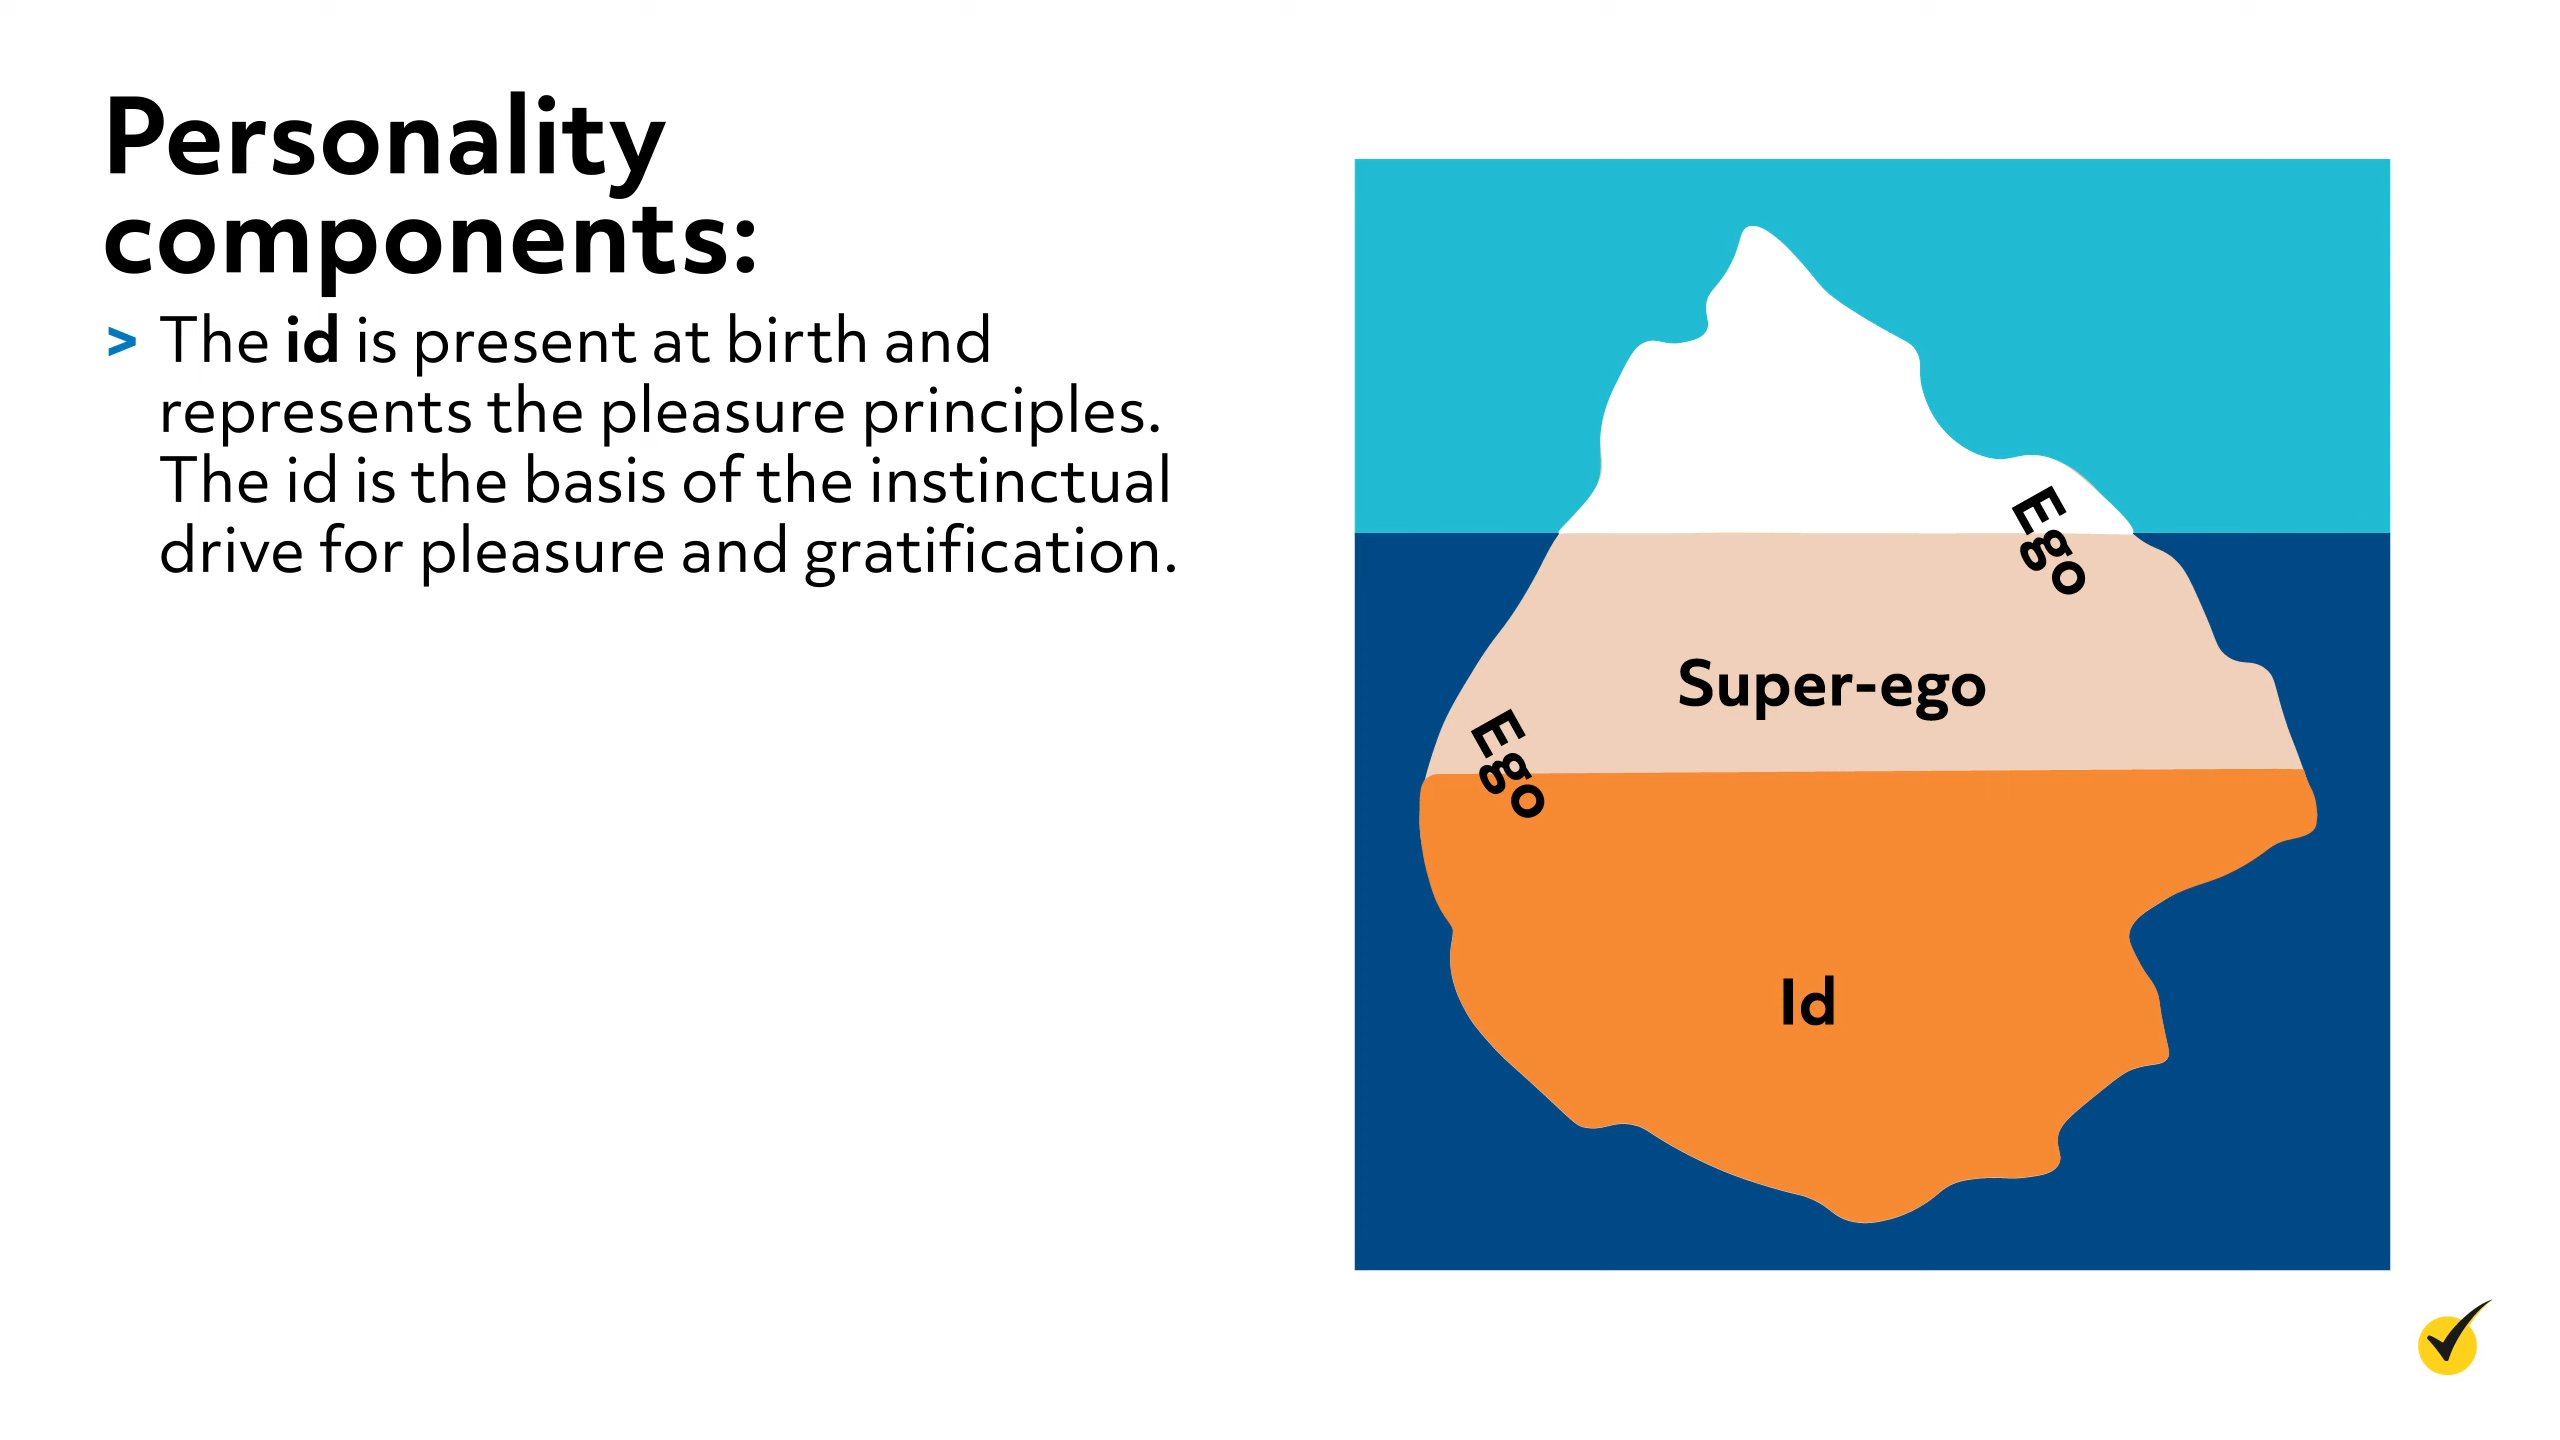 Personality
components:
> The id is present at birth and
represents the pleasure principles.
The id is the basis of the instinctual
drive for pleasure and gratification.
Ego
Super-ego
Ego
Id